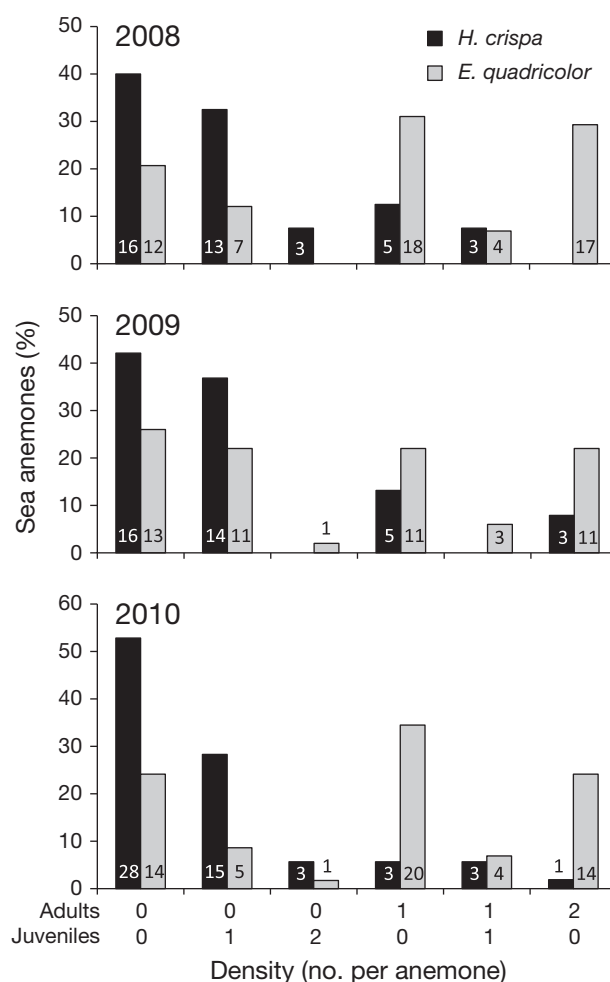 2008
H. crispa
E. quadricolor
50
40
30
20
10
0
16 12 13 7 3 5 18 3 4 17
Sea anemones (%)
2009
50
40
30
20
10
0
16 13 14 11 1 5 11 3 3 11
2010
60
50
40
30
20
10
0
28 14 15 5 3 1 3 20 3 4 1 14
Adults 0 0 0 1 1 2
Juveniles 0 1 2 0 1 0
Density (no. per anemone)